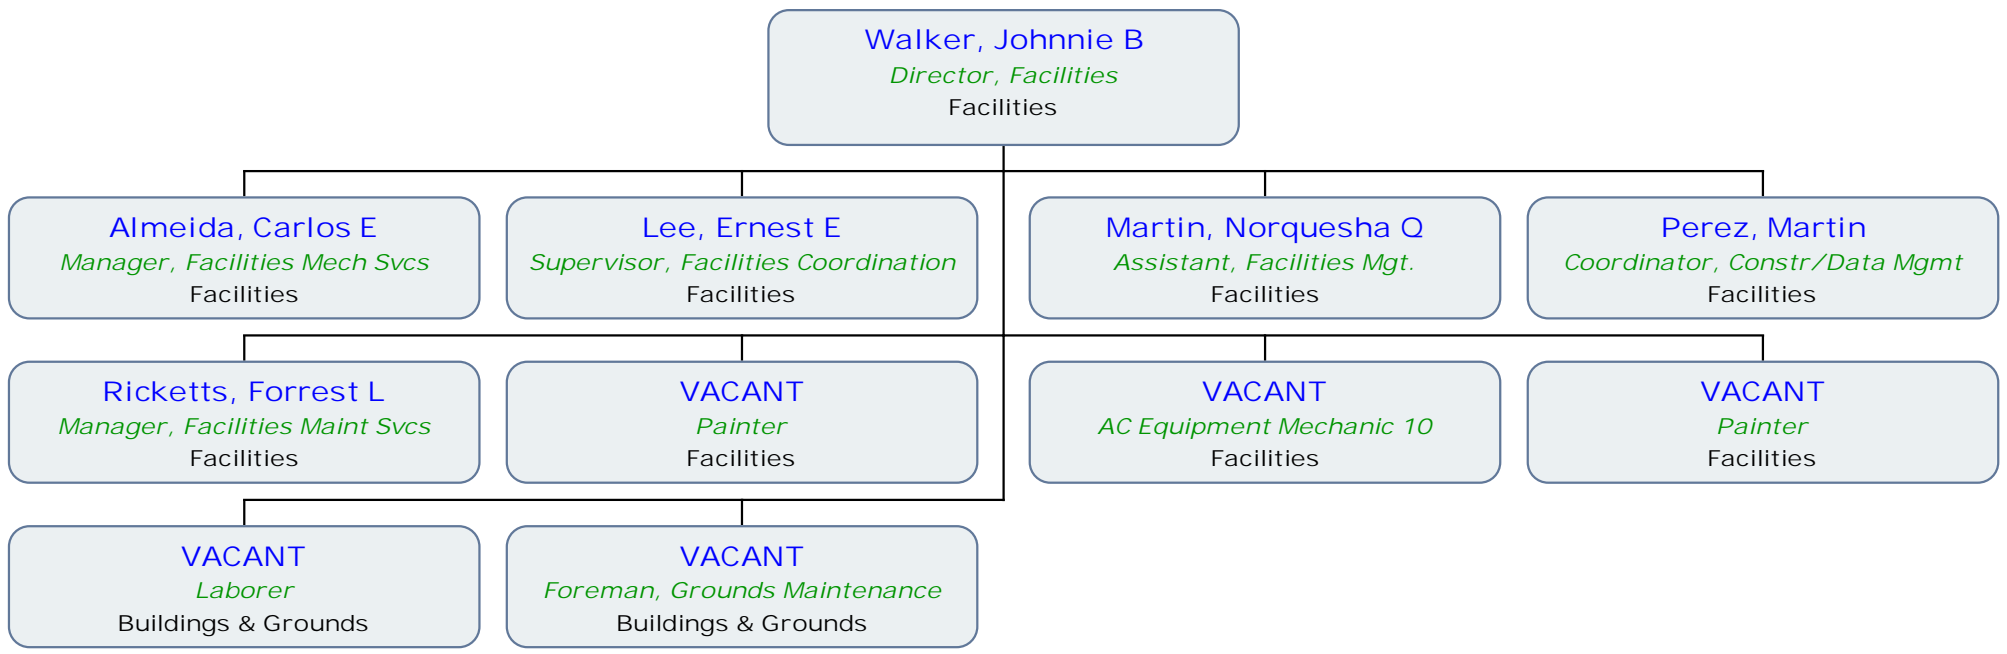 Walker, Johnnie B
Director, Facilities
Facilities
Almeida, Carlos E
Manager, Facilities Mech Svcs
Facilities
Lee, Ernest E
Supervisor, Facilities Coordination
Facilities
Martin, Norquesha Q
Assistant, Facilities Mgt.
Facilities
Perez, Martin
Coordinator, Constr/Data Mgmt
Facilities
Ricketts, Forrest L
Manager, Facilities Maint Svcs
Facilities
VACANT
Painter
Facilities
VACANT
AC Equipment Mechanic 10
Facilities
VACANT
Painter
Facilities
VACANT
Laborer
Buildings & Grounds
VACANT
Foreman, Grounds Maintenance
Buildings & Grounds